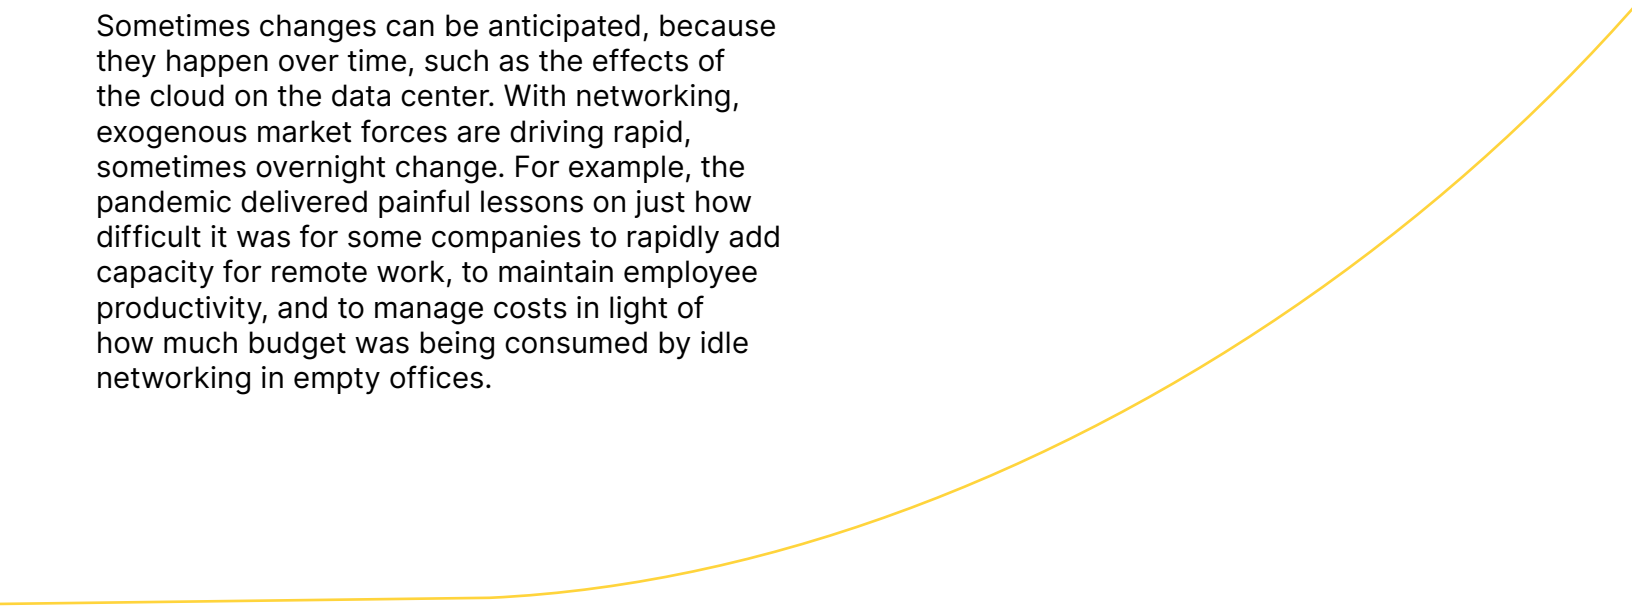 Sometimes changes can be anticipated, because
they happen over time, such as the effects of
the cloud on the data center. With networking,
exogenous market forces are driving rapid,
sometimes overnight change. For example, the
pandemic delivered painful lessons on just how
difficult it was for some companies to rapidly add
capacity for remote work, to maintain employee
productivity, and to manage costs in light of
how much budget was being consumed by idle
networking in empty offices.